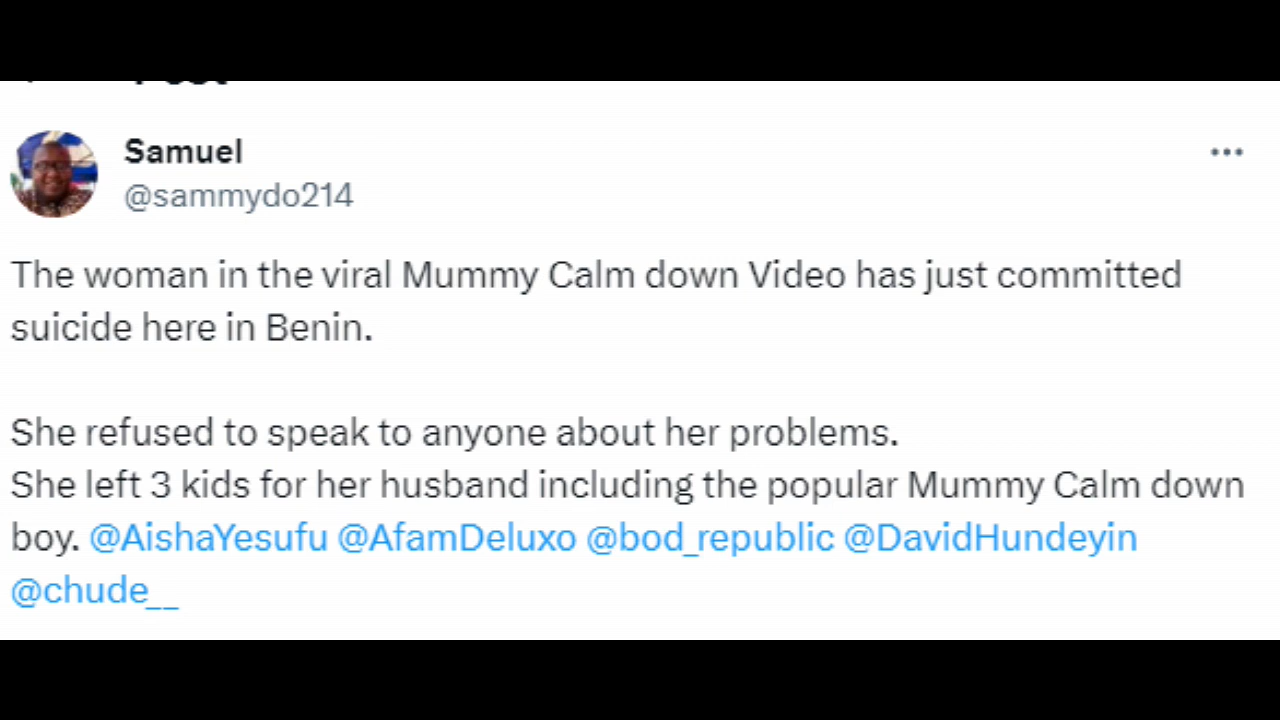 Samuel
@sammydo214
The woman in the viral Mummy Calm down Video has just committed
suicide here in Benin.
She refused to speak to anyone about her problems.
She left 3 kids for her husband including the popular Mummy Calm down
boy. @AishaYesufu @AfamDeluxo @bod_republic @DavidHundeyin
@chude__